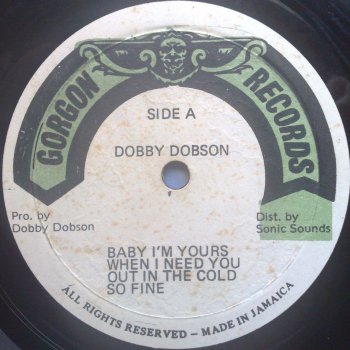 GORGON RECORDS
SIDE A
DOBBY DOBSON
Pro. by
Dobby Dobson
Dist. by
Sonic Sounds
BABY I'M YOURS
WHEN I NEED YOU
OUT IN THE COLD
SO FINE
ALL RIGHTS RESERVED - MADE IN JAMAICA